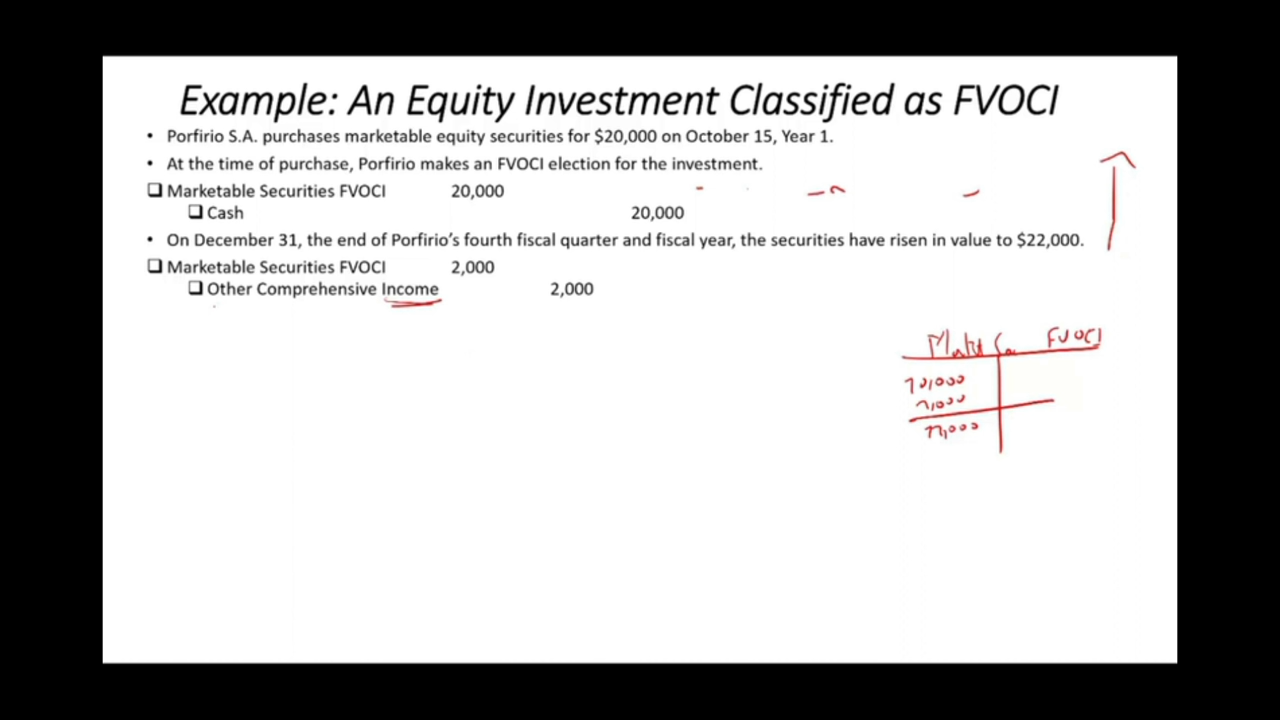 Example: An Equity Investment Classified as FVOCI
• Porfirio S.A. purchases marketable equity securities for $20,000 on October 15, Year 1.
• At the time of purchase, Porfirio makes an FVOCI election for the investment.
❑ Marketable Securities FVOCI 20,000
❑ Cash 20,000
• On December 31, the end of Porfirio's fourth fiscal quarter and fiscal year, the securities have risen in value to $22,000.
❑ Marketable Securities FVOCI 2,000
❑ Other Comprehensive Income 2,000
FVOCI
20,000
2,000
22,000